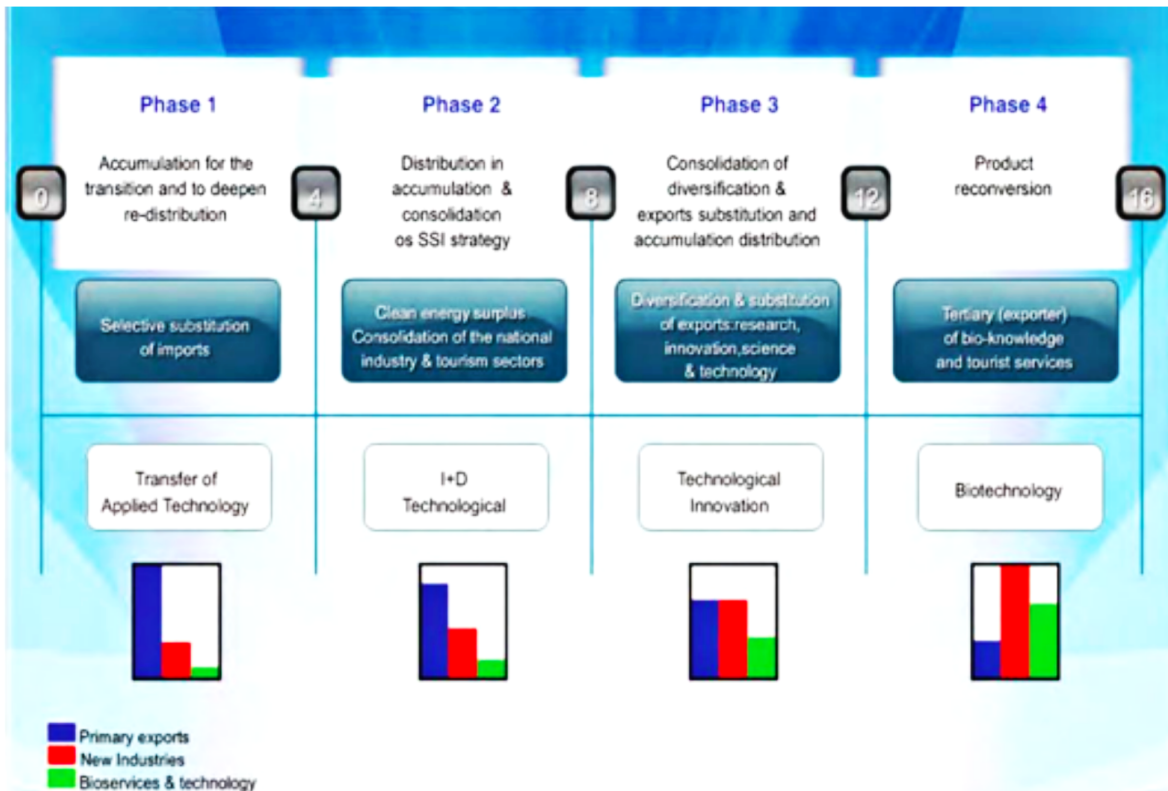 Phase 1
Accumulation for the
transition and to deepen
re-distribution
Phase 2
Distribution in
accumulation &
consolidation
os SSI strategy
Phase 3
Consolidation of
diversification &
exports substitution and
accumulation distribution
Phase 4
Product
reconversion
0
4
8
12
16
Selective substitution
of imports
Clean energy surplus
Consolidation of the national
industry & tourism sectors
Diversification & substitution
of exports:research,
innovation,science
& technology
Tertiary (exporter)
of bio-knowledge
and tourist services
Transfer of
Applied Technology
I+D
Technological
Technological
Innovation
Biotechnology
Primary exports
New Industries
Bioservices & technology